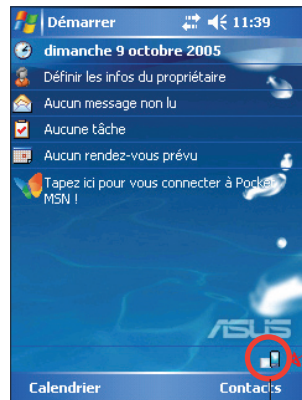 Démarrer 11:39
dimanche 9 octobre 2005
Définir les infos du propriétaire
Aucun message non lu
Aucune tâche
Aucun rendez-vous prévu
Tapez ici pour vous connecter à Pocket
MSN !
ASUS
Calendrier Contacts